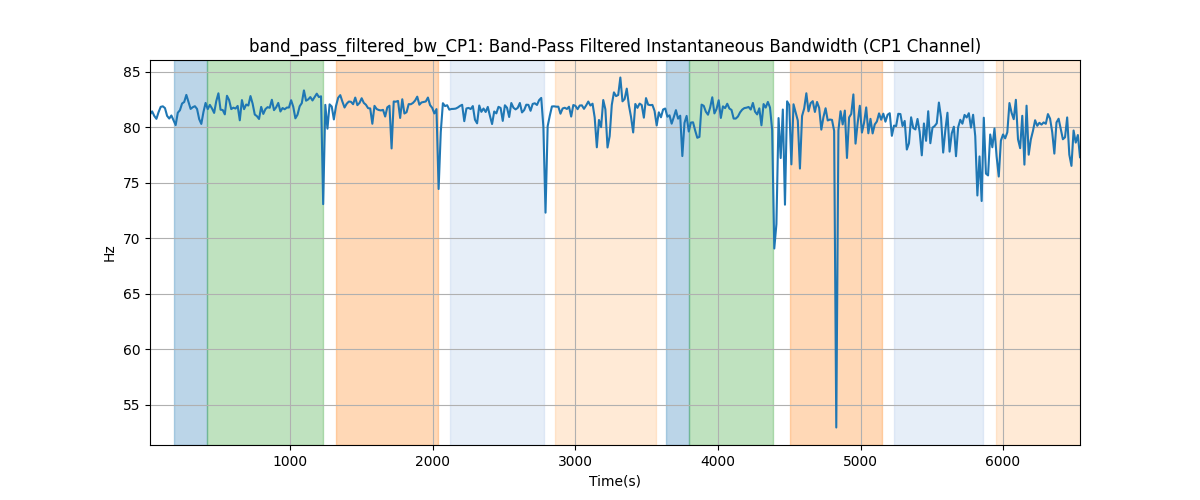 band_pass_filtered_bw_CP1: Band-Pass Filtered Instantaneous Bandwidth (CP1 Channel)
85
80
75
70
65
60
55
Hz
1000 2000 3000 4000 5000 6000
Time(s)